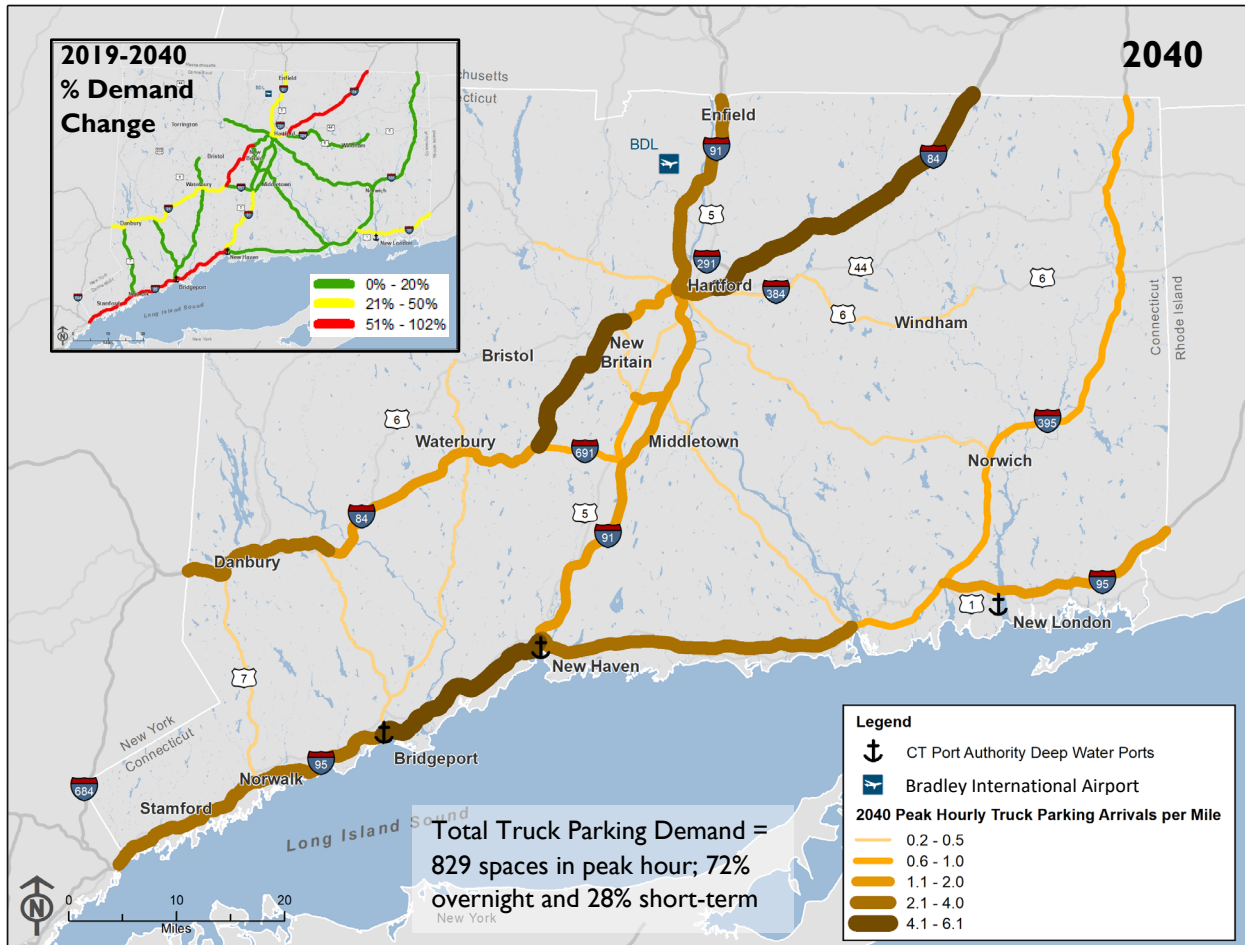 2019-2040
% Demand
Change
Massachusetts
Connecticut
Enfield
BDL
Torrington
Hartford
Windham
Bristol
New
Britain
Waterbury
Middletown
Norwich
Danbury
New London
New Haven
Bridgeport
Stamford
Long Island Sound
New York
0% - 20%
21% - 50%
51% - 102%
2040
Enfield
91
BDL
84
5
291
Hartford
384
44
6
6
Windham
Connecticut
Rhode Island
New
Britain
Bristol
6
Waterbury
691
Middletown
395
Norwich
84
5
91
Danbury
95
1
New London
New Haven
7
New York
Connecticut
Bridgeport
95
Norwalk
684
Stamford
Long Island Sound
Total Truck Parking Demand =
829 spaces in peak hour; 72%
overnight and 28% short-term
New York
N
0 10 20
Miles
Legend
CT Port Authority Deep Water Ports
Bradley International Airport
2040 Peak Hourly Truck Parking Arrivals per Mile
0.2 - 0.5
0.6 - 1.0
1.1 - 2.0
2.1 - 4.0
4.1 - 6.1